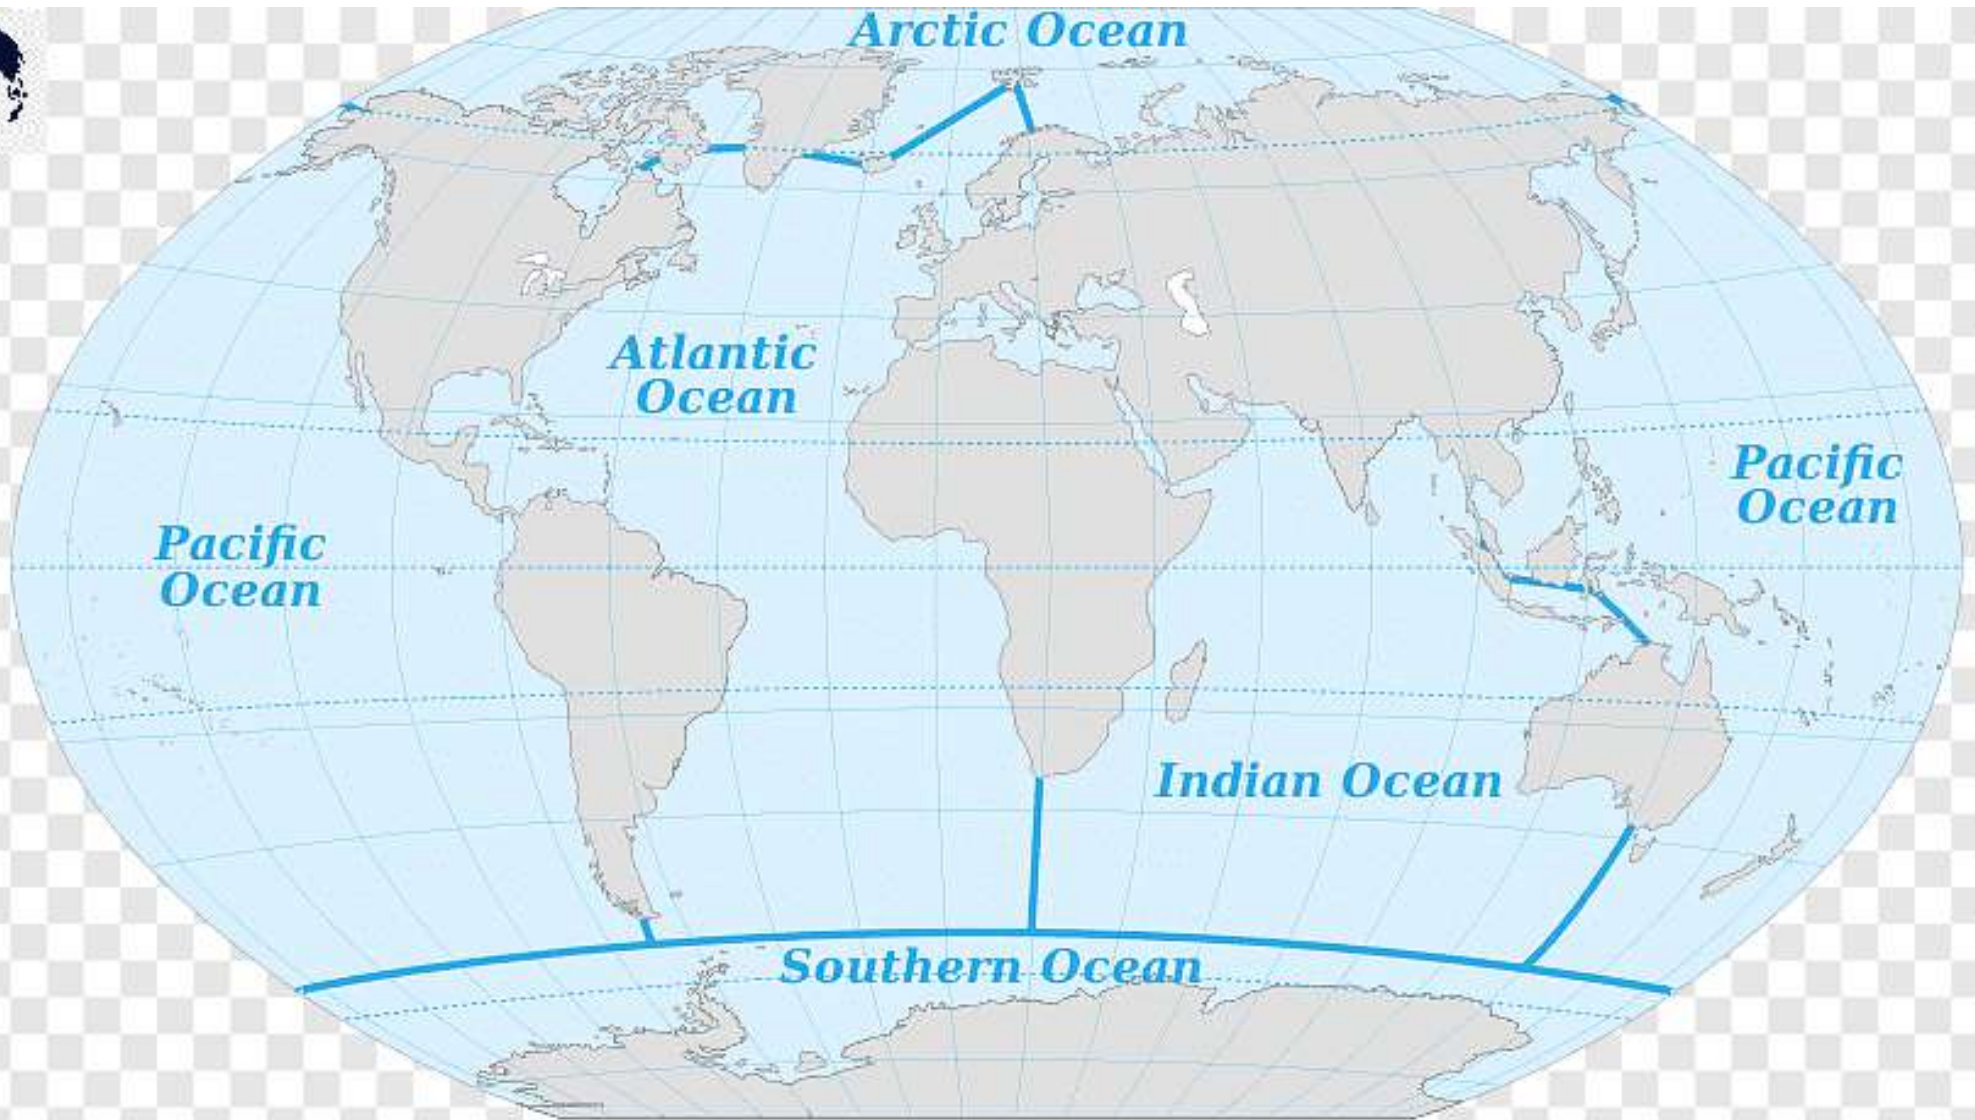 Arctic Ocean
Atlantic
Ocean
Pacific
Ocean
Pacific
Ocean
Indian Ocean
Southern Ocean